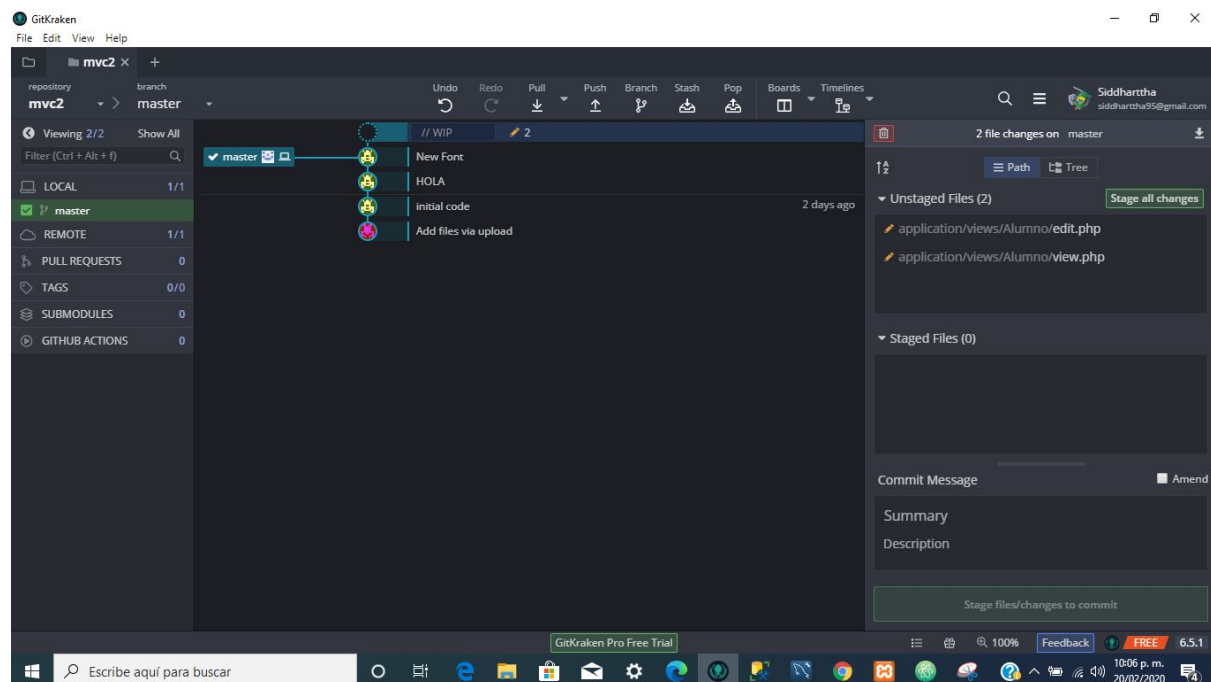 GitKraken
File Edit View Help
mvc2
repository
mvc2
branch
master
Undo
Redo
Pull
Push
Branch
Stash
Pop
Boards
Timelines
Siddharttha
siddharttha95@gmail.com
Viewing 2/2 Show All
Filter (Ctrl + Alt + f)
LOCAL 1/1
master
REMOTE 1/1
PULL REQUESTS 0
TAGS 0/0
SUBMODULES 0
GITHUB ACTIONS 0
// WIP 2
master New Font
HOLA
initial code 2 days ago
Add files via upload
2 file changes on master
Path Tree
Unstaged Files (2) Stage all changes
application/views/Alumno/edit.php
application/views/Alumno/view.php
Staged Files (0)
Commit Message Amend
Summary
Description
Stage files/changes to commit
GitKraken Pro Free Trial 100% Feedback FREE 6.5.1
Escribe aquí para buscar
10:06 p. m.
20/02/2020
4